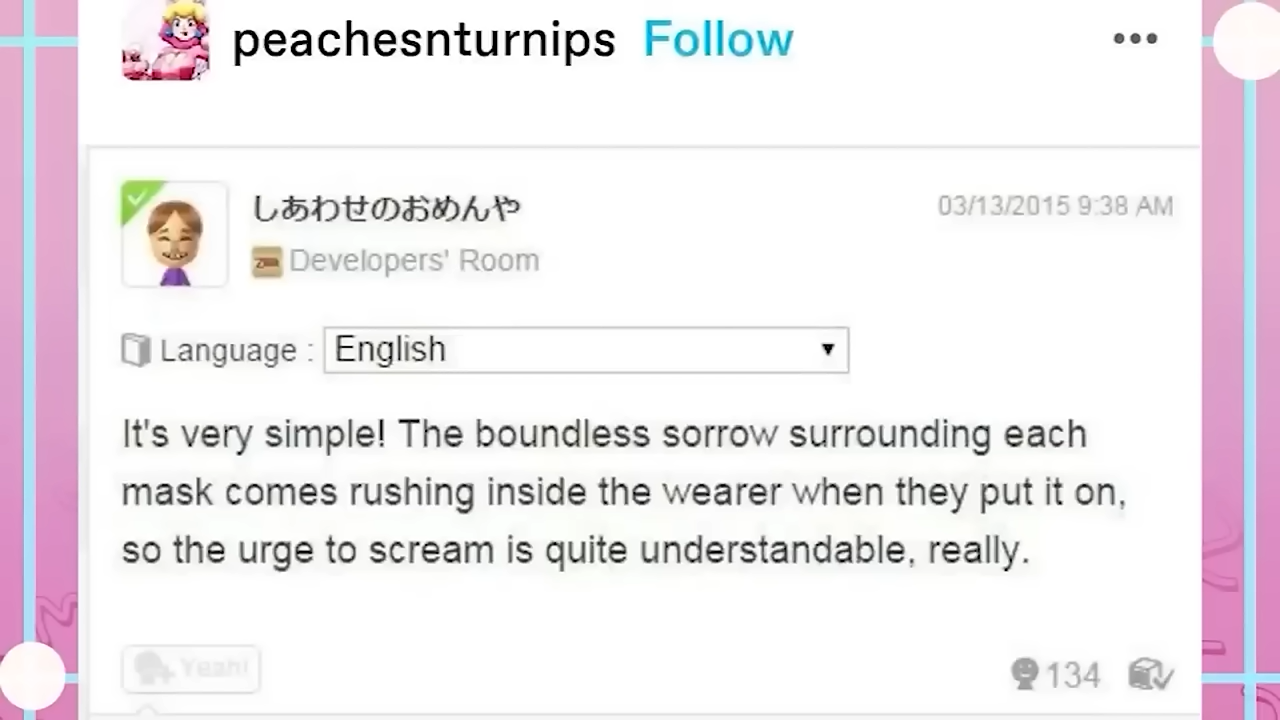 peachesnturnips Follow
しあわせのおめんや
03/13/2015 9:38 AM
Developers' Room
Language : English
It's very simple! The boundless sorrow surrounding each
mask comes rushing inside the wearer when they put it on,
so the urge to scream is quite understandable, really.
Yeah!
134